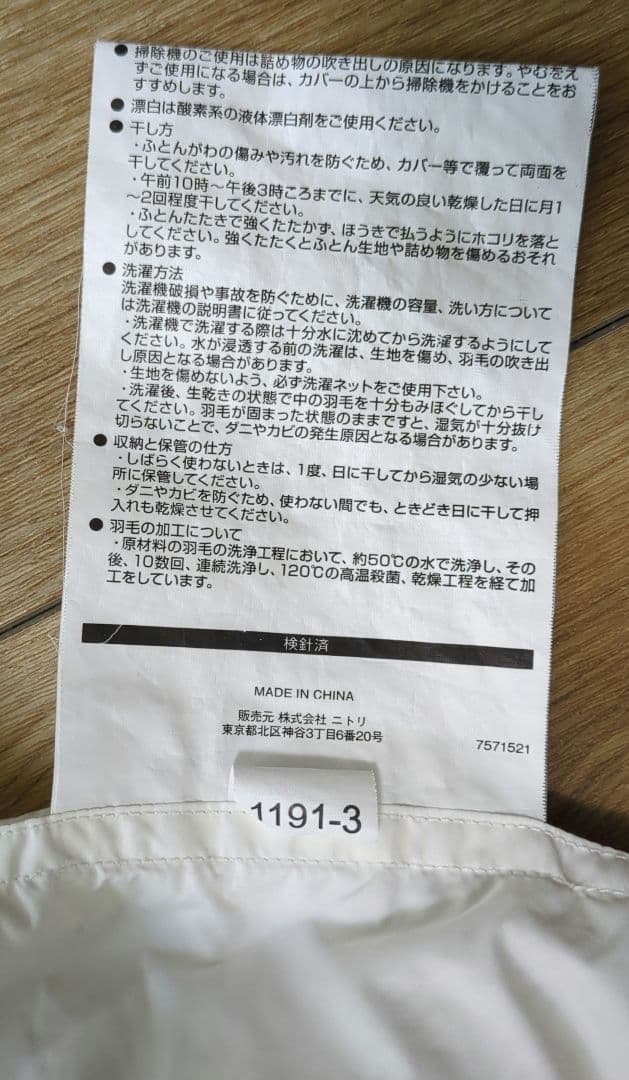 ● 掃除機のご使用は詰め物の吹き出しの原因になります。やむをえ
ずご使用になる場合は、カバーの上から掃除機をかけることをお
すすめします。
● 漂白は酸素系の液体漂白剤をご使用ください。
● 干し方
・ふとんがわの傷みや汚れを防ぐため、カバー等で覆って両面を
干してください。
・午前10時～午後3時ころまでに、天気の良い乾燥した日に月1
～2回程度干してください。
・ふとんたたきで強くたたかず、ほうきで払うようにホコリを落と
してください。強くたたくとふとん生地や詰め物を傷めるおそれ
があります。
● 洗濯方法
洗濯機破損や事故を防ぐために、洗濯機の容量、洗い方について
は洗濯機の説明書に従ってください。
・洗濯機で洗濯する際は十分水に沈めてから洗濯するようにして
ください。水が浸透する前の洗濯は、生地を傷め、羽毛の吹き出
し原因となる場合があります。
・生地を傷めないよう、必ず洗濯ネットをご使用下さい。
・洗濯後、生乾きの状態で中の羽毛を十分もみほぐしてから干し
てください。羽毛が固まった状態のままですと、湿気が十分抜け
切らないことで、ダニやカビの発生原因となる場合があります。
● 収納と保管の仕方
・しばらく使わないときは、1度、日に干してから湿気の少ない場
所に保管してください。
・ダニやカビを防ぐため、使わない間でも、ときどき日に干して押
入れも乾燥させてください。
● 羽毛の加工について
・原材料の羽毛の洗浄工程において、約50℃の水で洗浄し、その
後、10数回、連続洗浄し、120℃の高温殺菌、乾燥工程を経て加
工をしています。
検針済
MADE IN CHINA
販売元 株式会社 ニトリ
東京都北区神谷3丁目6番20号
7571521
1191-3